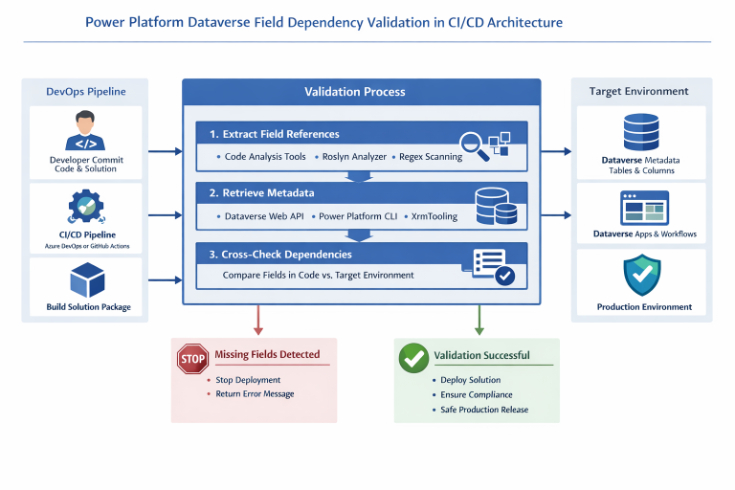 Power Platform Dataverse Field Dependency Validation in CI/CD Architecture
DevOps Pipeline
</>
Developer Commit
Code & Solution
CI/CD Pipeline
Azure DevOps or GitHub Actions
Build Solution Package
Validation Process
1. Extract Field References
• Code Analysis Tools • Roslyn Analyzer • Regex Scanning
2. Retrieve Metadata
• Dataverse Web API • Power Platform CLI • XrmTooling
3. Cross-Check Dependencies
Compare Fields in Code vs. Target Environment
Target Environment
Dataverse Metadata
Tables & Columns
Dataverse Apps & Workflows
Production Environment
STOP
Missing Fields Detected
• Stop Deployment
• Return Error Message
Validation Successful
• Deploy Solution
• Ensure Compliance
• Safe Production Release